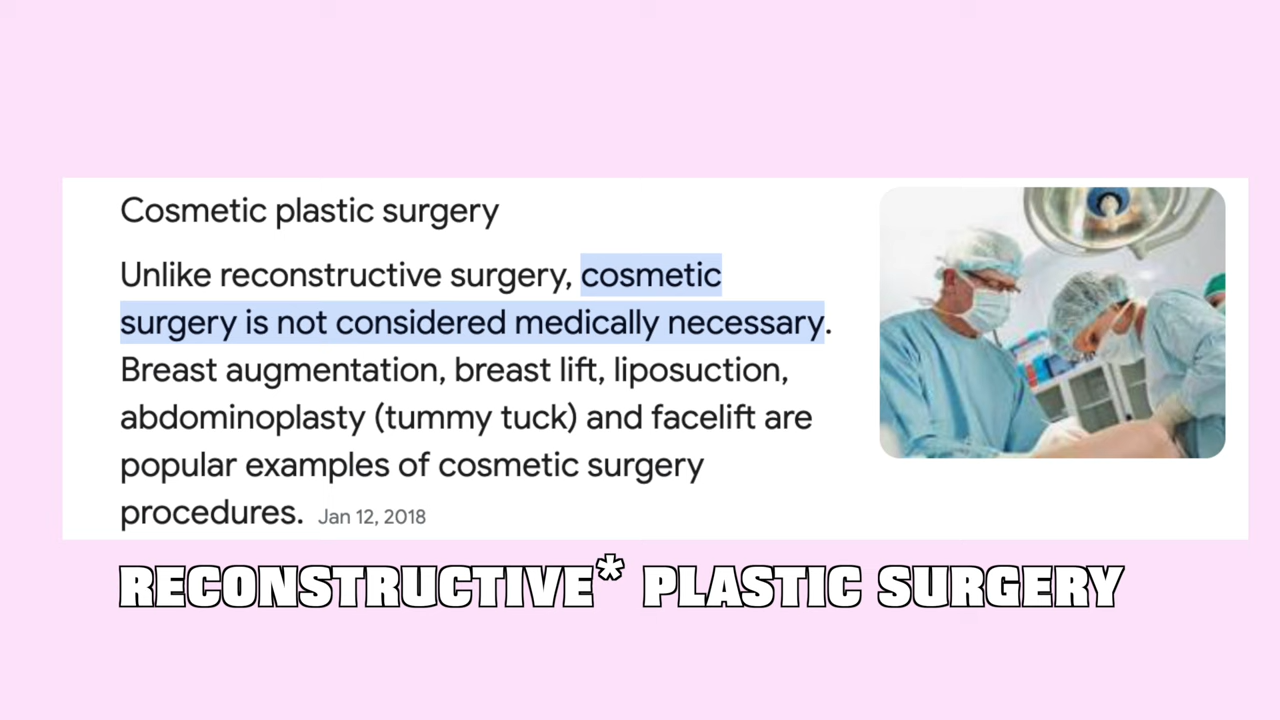 Cosmetic plastic surgery
Unlike reconstructive surgery, cosmetic
surgery is not considered medically necessary.
Breast augmentation, breast lift, liposuction,
abdominoplasty (tummy tuck) and facelift are
popular examples of cosmetic surgery
procedures. Jan 12, 2018
RECONSTRUCTIVE* PLASTIC SURGERY